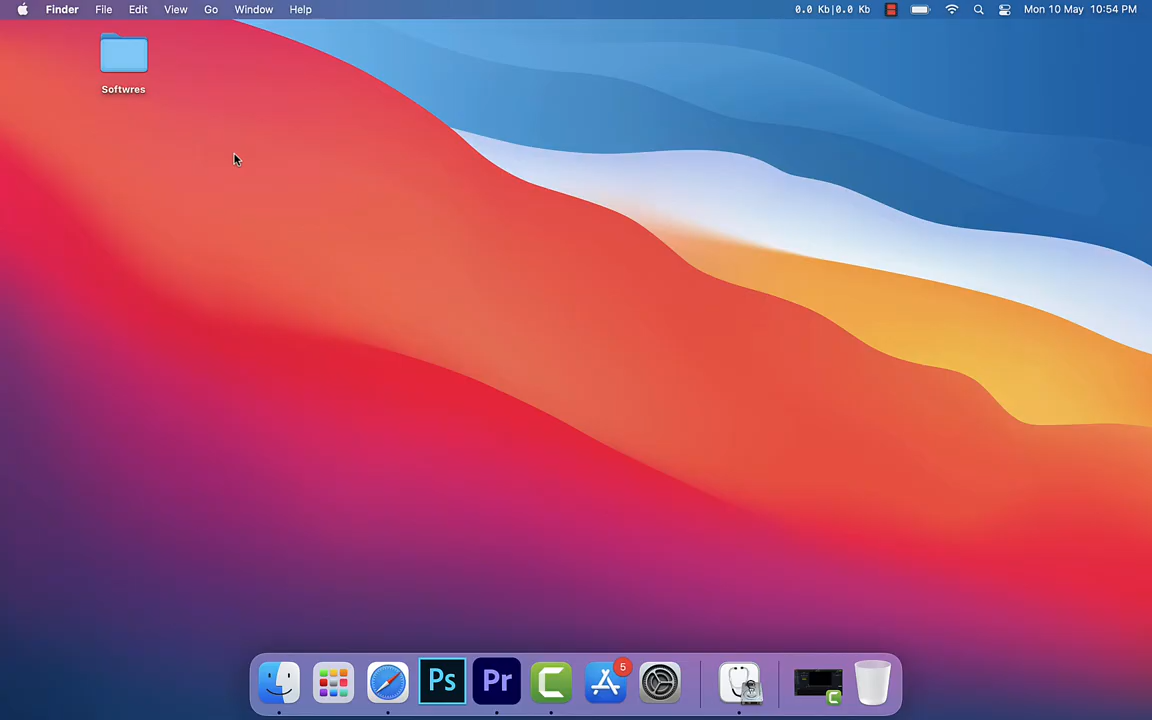 Finder File Edit View Go Window Help 0.0 Kb|0.0 Kb Mon 10 May 10:54 PM
Softwres
Ps Pr C 5